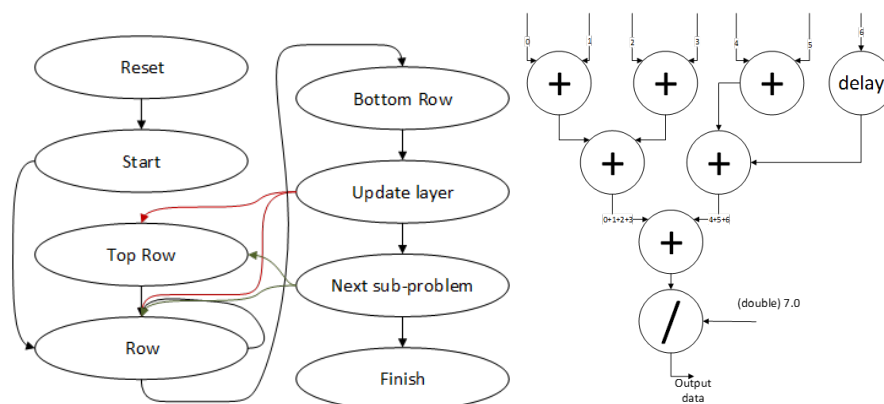 Reset
Start
Top Row
Row
Bottom Row
Update layer
Next sub-problem
Finish
0
1
2
3
4
5
6
+
+
+
delay
+
+
0+1+2+3
4+5+6
+
/
(double) 7.0
Output
data